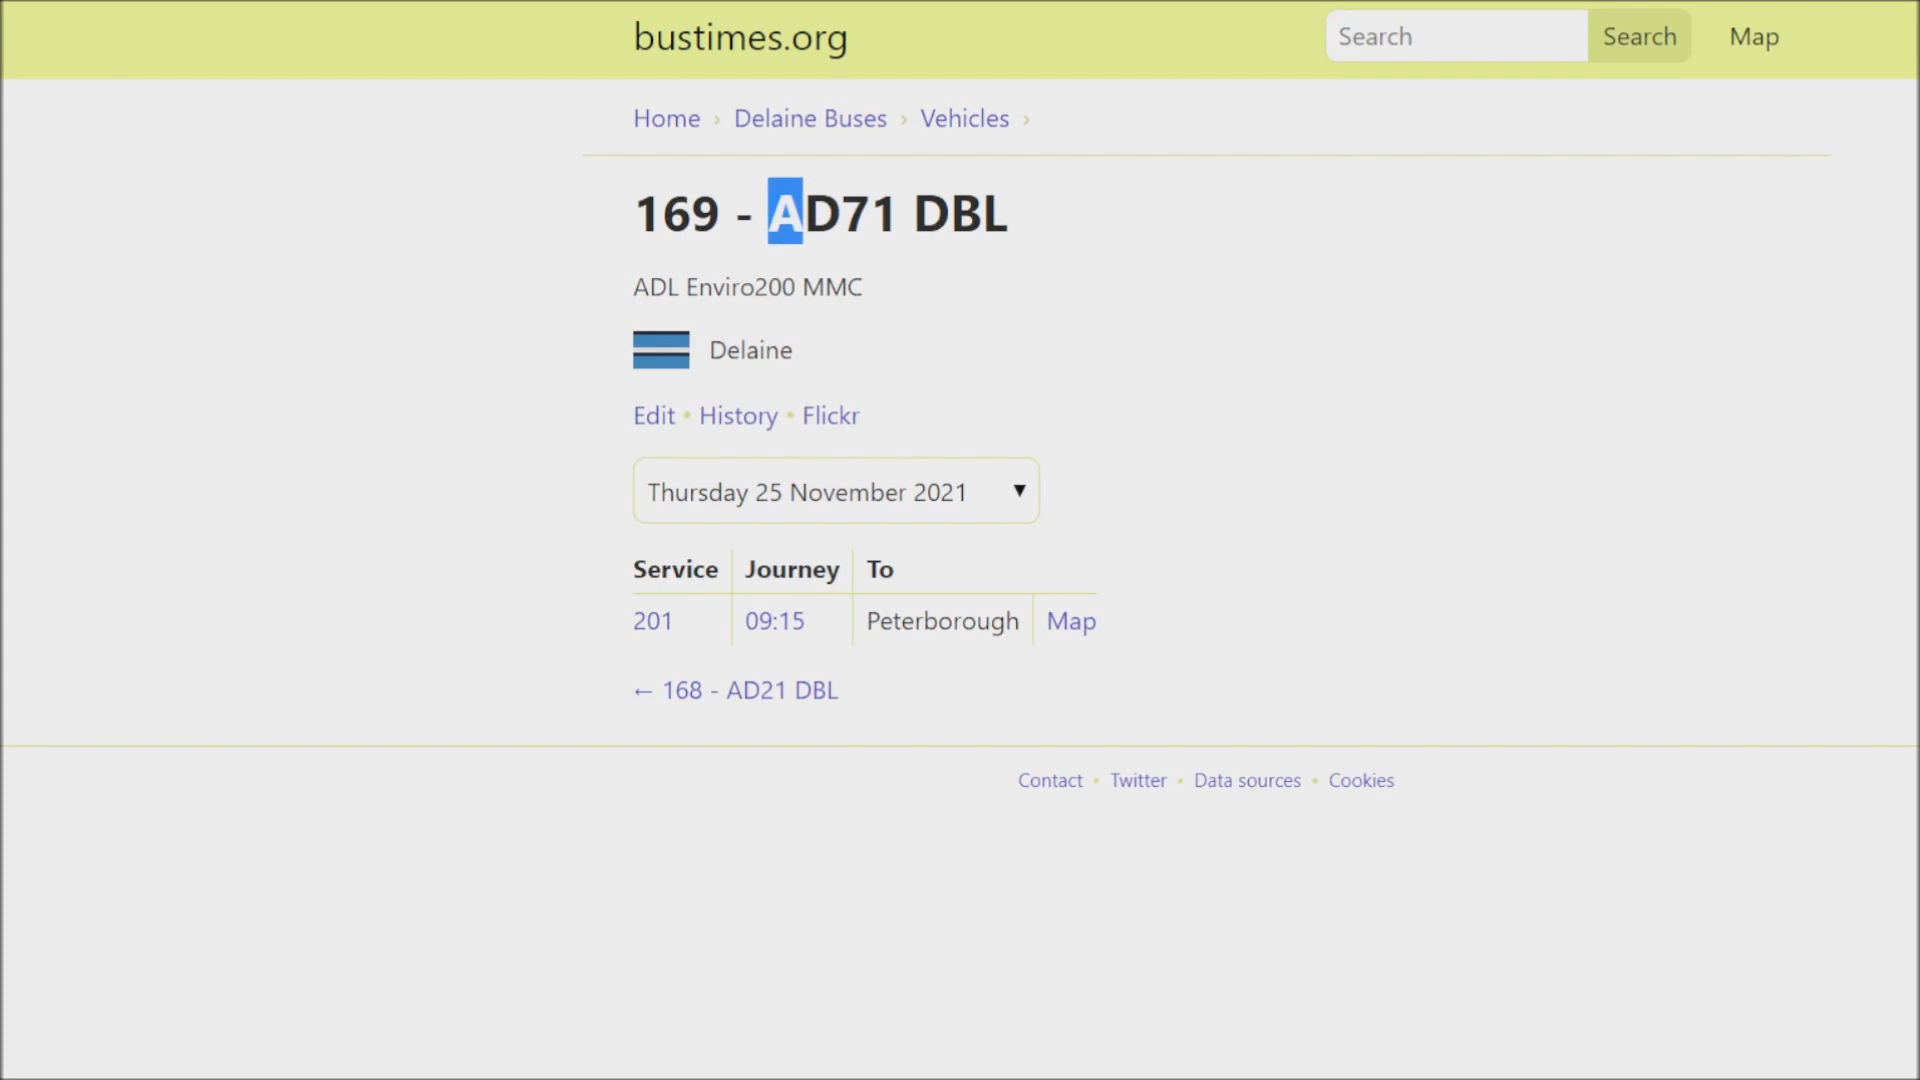 bustimes.org Search Search Map
Home › Delaine Buses › Vehicles ›
169 - AD71 DBL
ADL Enviro200 MMC
Delaine
Edit • History • Flickr
Thursday 25 November 2021 ▼
Service Journey To
201 09:15 Peterborough Map
← 168 - AD21 DBL
Contact • Twitter • Data sources • Cookies